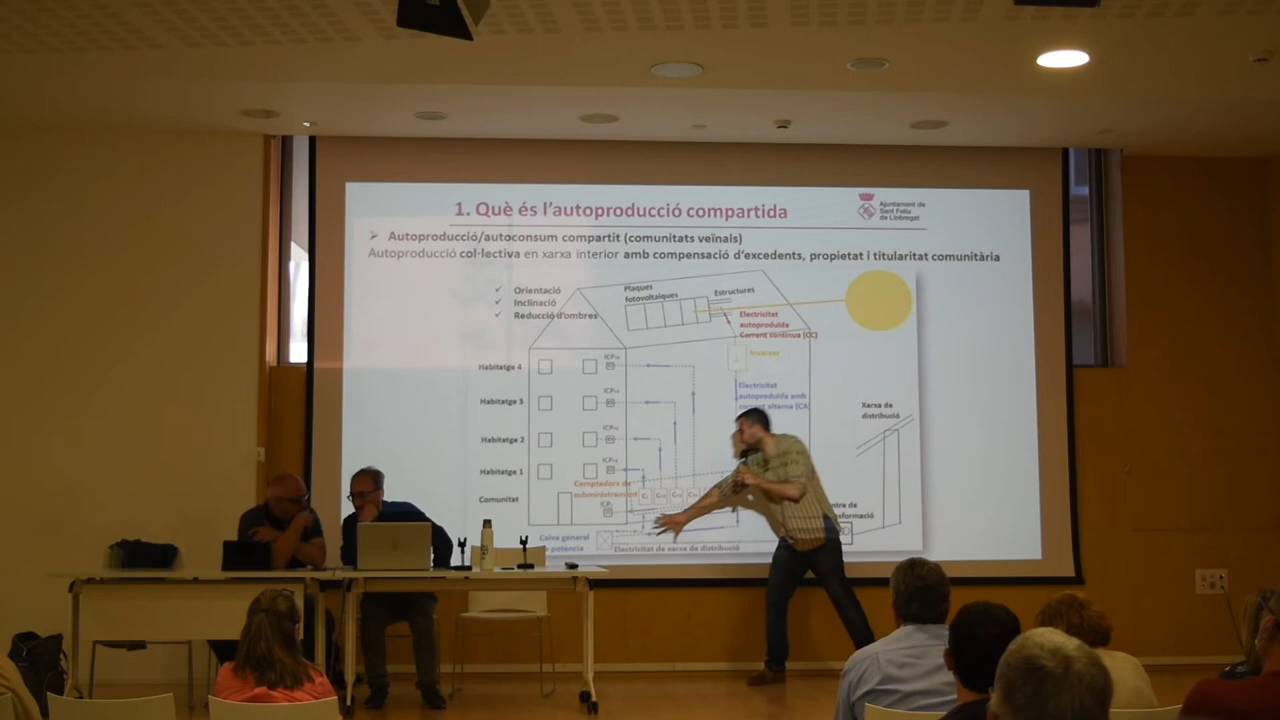 1. Què és l'autoproducció compartida
Ajuntament de
Sant Feliu
de Llobregat
➢ Autoproducció/autoconsum compartit (comunitats veïnals)
Autoproducció col·lectiva en xarxa interior amb compensació d'excedents, propietat i titularitat comunitària
✓ Orientació
✓ Inclinació
✓ Reducció d'ombres
Plaques
fotovoltaiques
Estructures
Electricitat
autoproduïda
Corrent contínua (CC)
Inversor
Electricitat
autoproduïda amb
corrent alterna (CA)
Habitatge 4
Habitatge 3
Habitatge 2
Habitatge 1
Comunitat
Comptadors de
subministrament
Xarxa de
distribució
Caixa general
de potència
Electricitat de xarxa de distribució